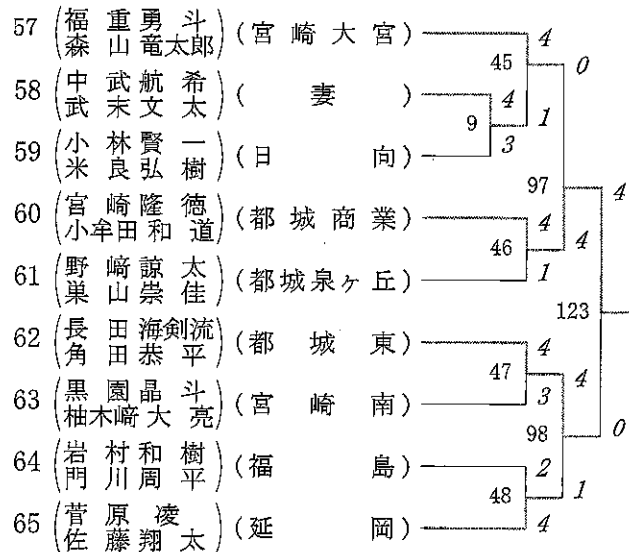 57 (福重勇斗 森山竜太郎) (宮崎大宮) 4
45 0
58 (中武航希 武末文太) (妻) 4 1
9
59 (小林賢一 米良弘樹) (日向) 3
97 4
60 (宮崎隆徳 小牟田和道) (都城商業) 4
46 4
61 (野﨑諒太 巣山崇佳) (都城泉ヶ丘) 1
123
62 (長田海剣流 角田恭平) (都城東) 4
47 4
63 (黒園晶斗 柚木﨑大亮) (宮崎南) 3
98 0
64 (岩村和樹 門川周平) (福島) 2
48 1
65 (菅原凌 佐藤翔太) (延岡) 4